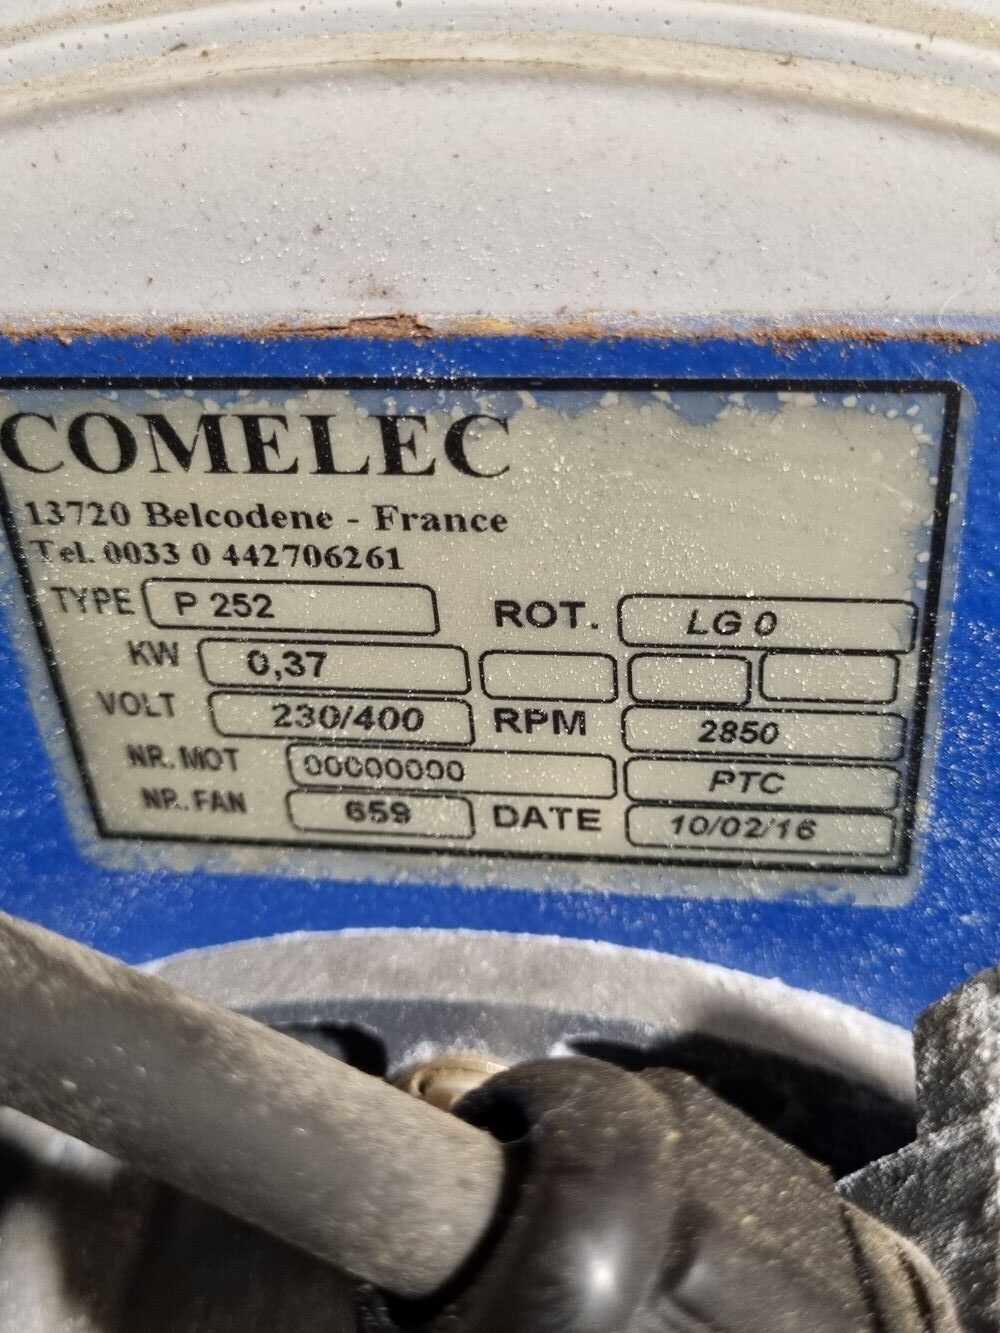 COMELEC
13720 Belcodene - France
Tel. 0033 0 442706261
TYPE P 252 ROT. LG 0
KW 0,37
VOLT 230/400 RPM 2850
NR. MOT 00000000 PTC
NR. FAN 659 DATE 10/02/16